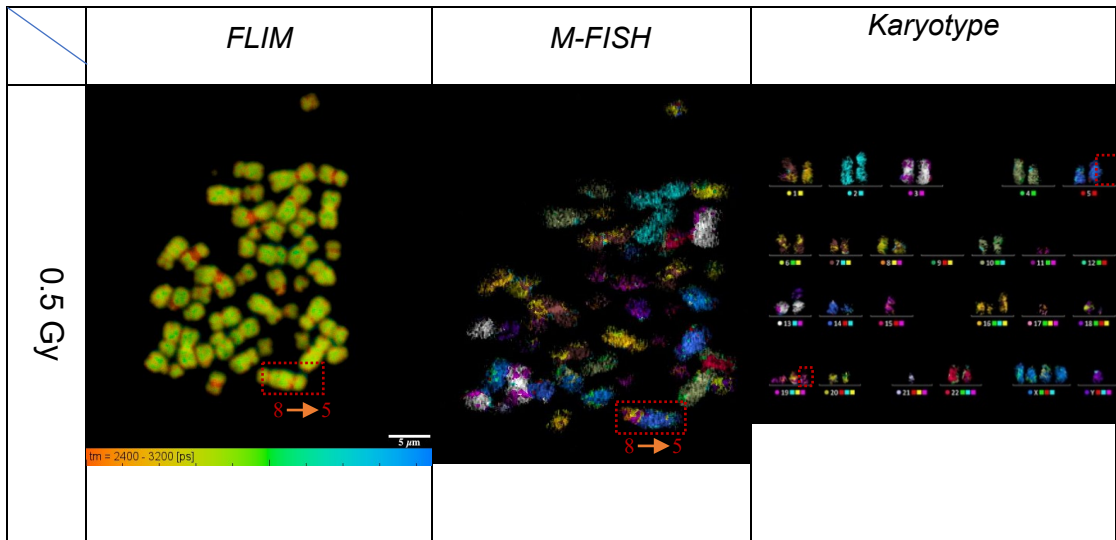 FLIM
M-FISH
Karyotype
0.5 Gy
8 → 5
5 µm
tm = 2400 - 3200 [ps]
8 → 5
1
2
3
4
5
6
7
8
9
10
11
12
13
14
15
16
17
18
19
20
21
22
X
Y